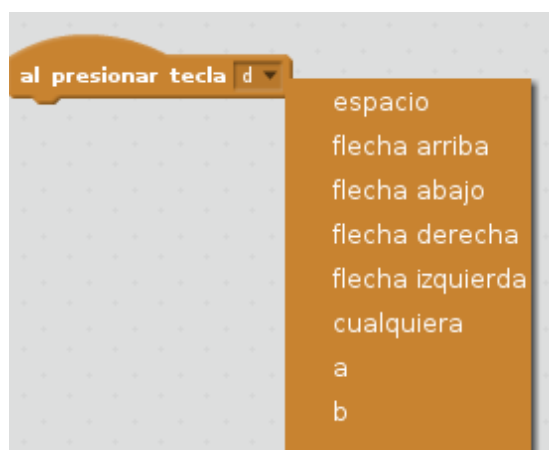 al presionar tecla d
espacio
flecha arriba
flecha abajo
flecha derecha
flecha izquierda
cualquiera
a
b